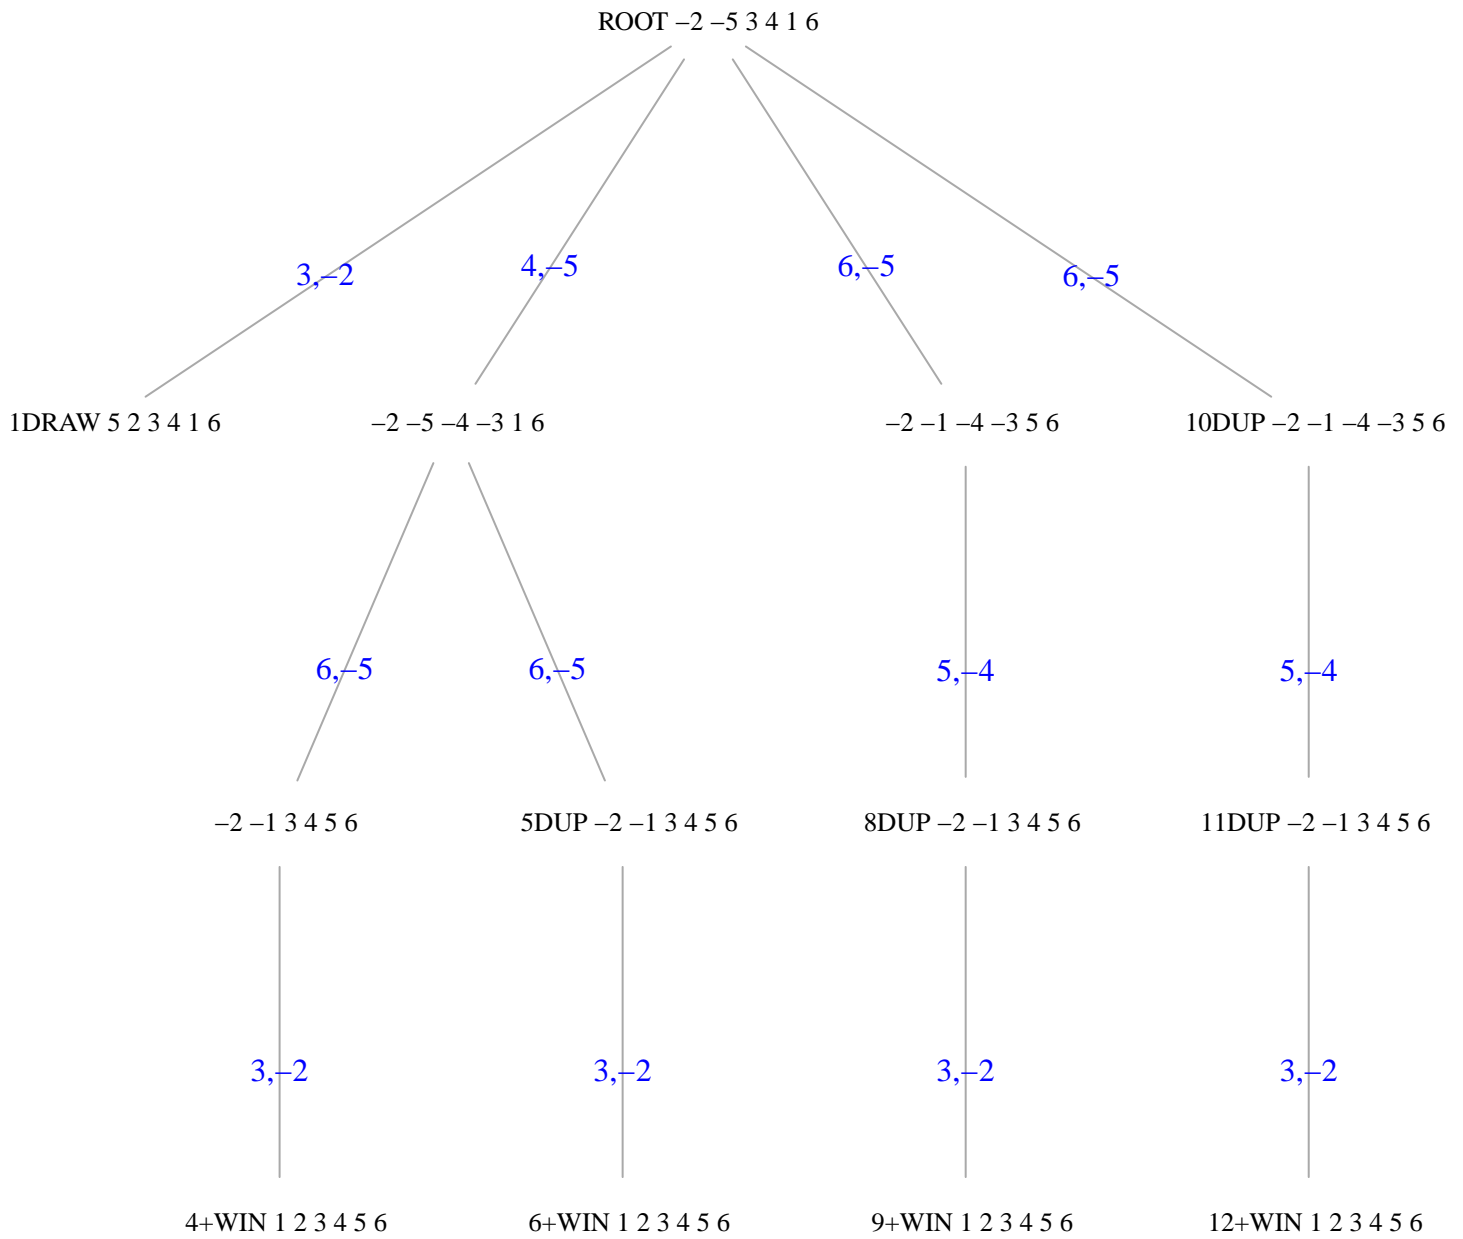 ROOT –2 –5 3 4 1 6
3,–2
4,–5
6,–5
6,–5
1DRAW 5 2 3 4 1 6
–2 –5 –4 –3 1 6
–2 –1 –4 –3 5 6
10DUP –2 –1 –4 –3 5 6
6,–5
6,–5
5,–4
5,–4
–2 –1 3 4 5 6
5DUP –2 –1 3 4 5 6
8DUP –2 –1 3 4 5 6
11DUP –2 –1 3 4 5 6
3,–2
3,–2
3,–2
3,–2
4+WIN 1 2 3 4 5 6
6+WIN 1 2 3 4 5 6
9+WIN 1 2 3 4 5 6
12+WIN 1 2 3 4 5 6